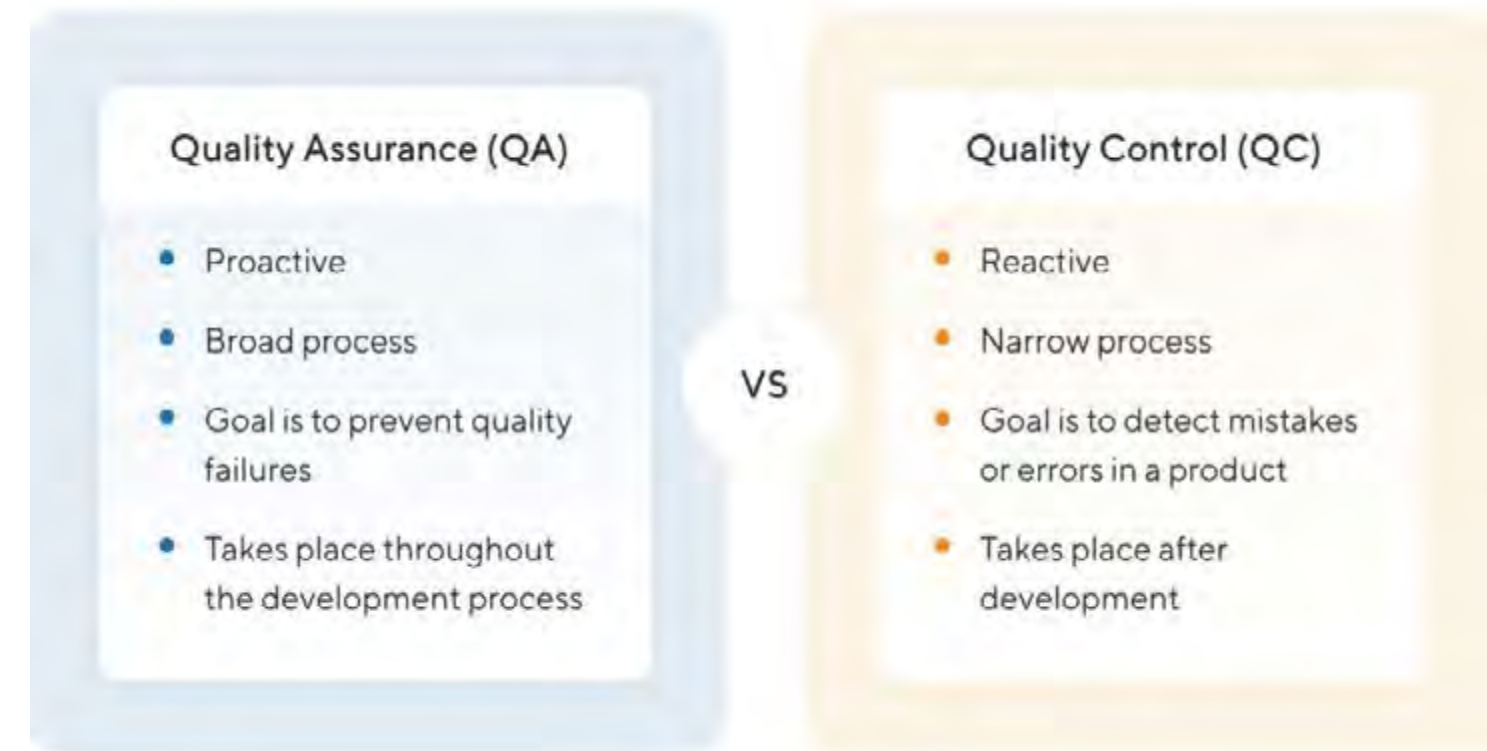 Quality Assurance (QA)
Proactive
Broad process
Goal is to prevent quality
failures
Takes place throughout
the development process
VS
Quality Control (QC)
Reactive
Narrow process
Goal is to detect mistakes
or errors in a product
Takes place after
development